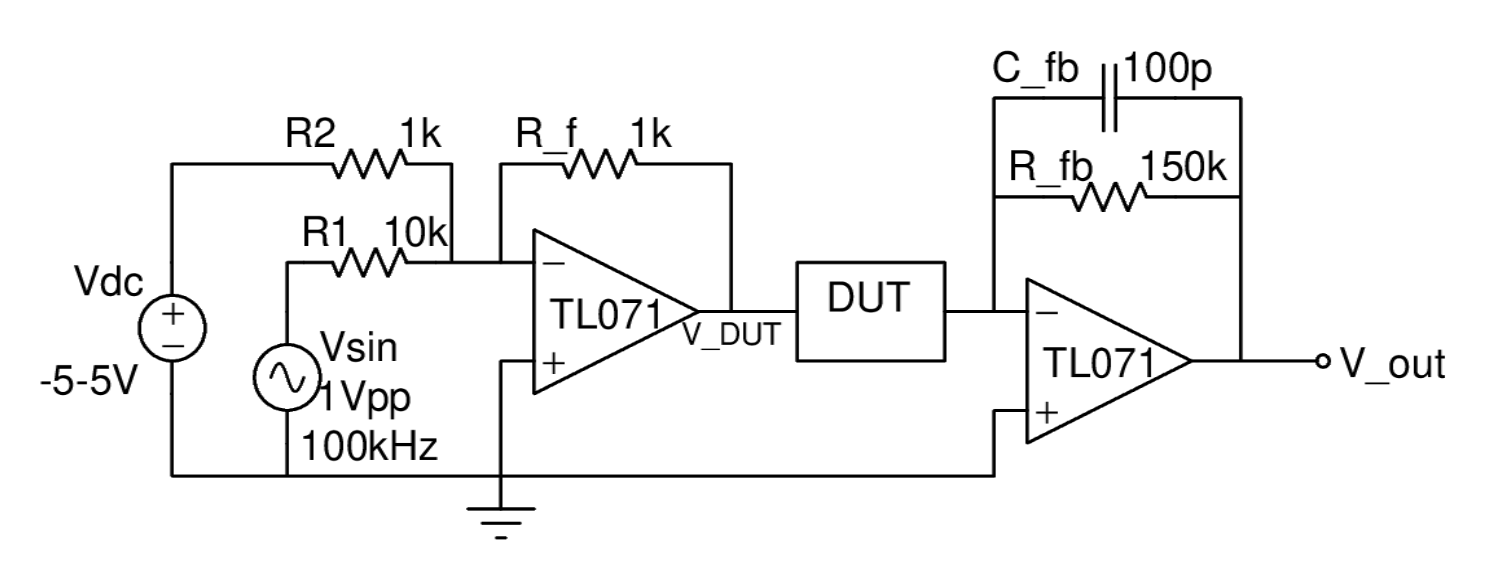 C_fb 100p
R2 1k
R_f 1k
R_fb 150k
R1 10k
Vdc
+
−
-5-5V
Vsin
1Vpp
100kHz
−
TL071
+
V_DUT
DUT
−
TL071
+
V_out